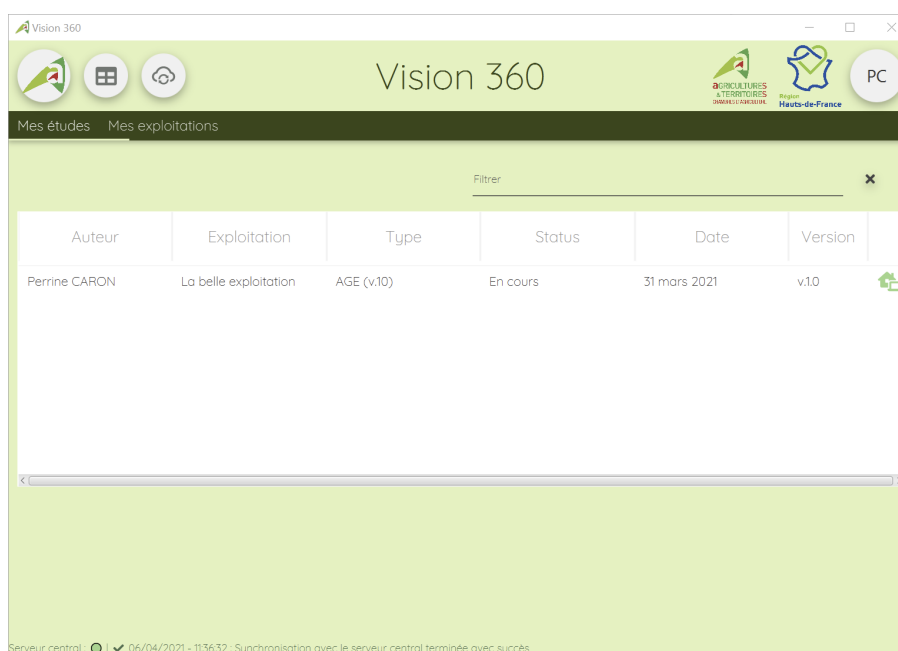 Vision 360
Vision 360
AGRICULTURES
& TERRITOIRES
CHAMBRES D'AGRICULTURE
Région
Hauts-de-France
PC
Mes études Mes exploitations
Filtrer
Auteur Exploitation Type Status Date Version
Perrine CARON La belle exploitation AGE (v.10) En cours 31 mars 2021 v.1.0
Serveur central : | 06/04/2021 - 11:36:32 : Synchronisation avec le serveur central terminée avec succès